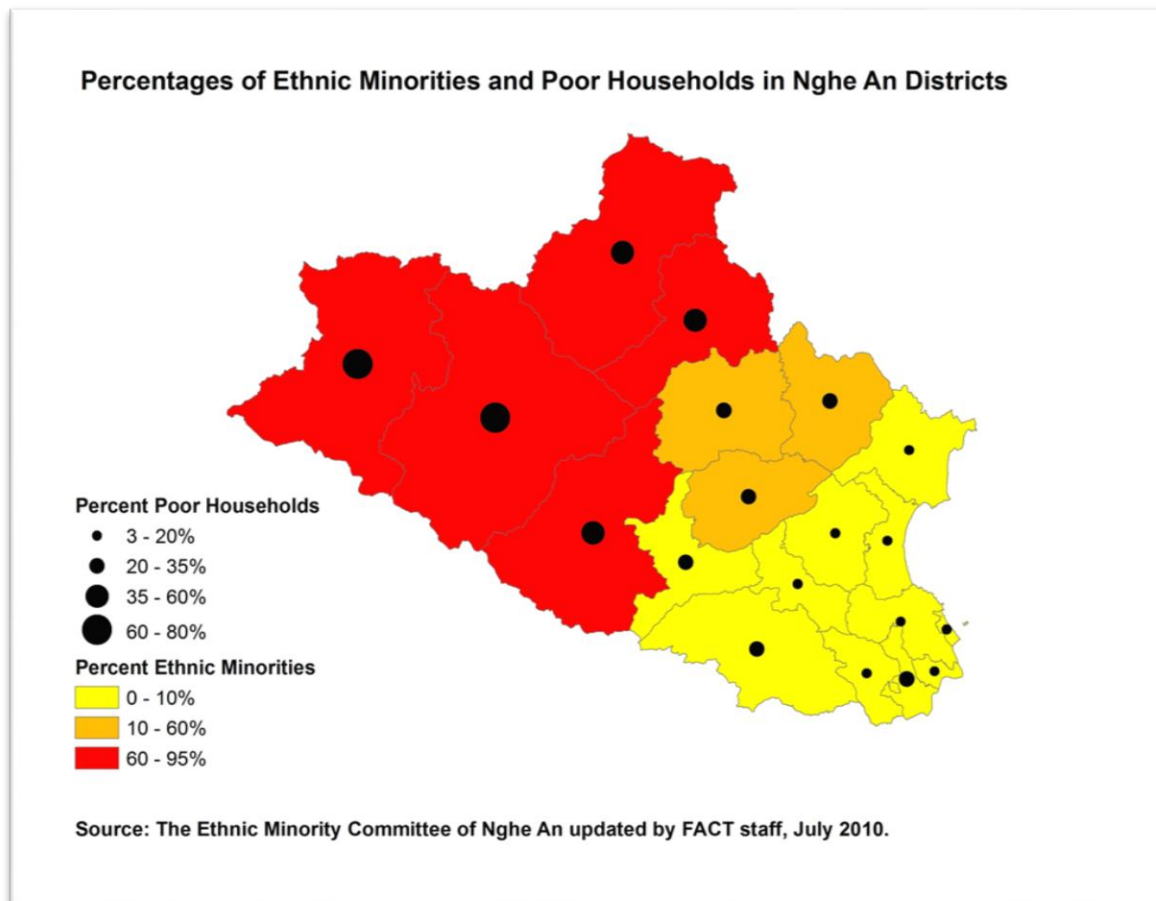 Percentages of Ethnic Minorities and Poor Households in Nghe An Districts
Percent Poor Households
3 - 20%
20 - 35%
35 - 60%
60 - 80%
Percent Ethnic Minorities
0 - 10%
10 - 60%
60 - 95%
Source: The Ethnic Minority Committee of Nghe An updated by FACT staff, July 2010.